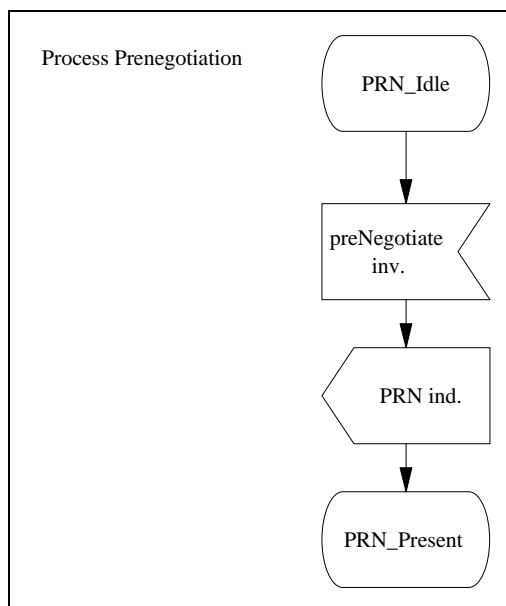 Process Prenegotiation
PRN_Idle
preNegotiate
inv.
PRN ind.
PRN_Present